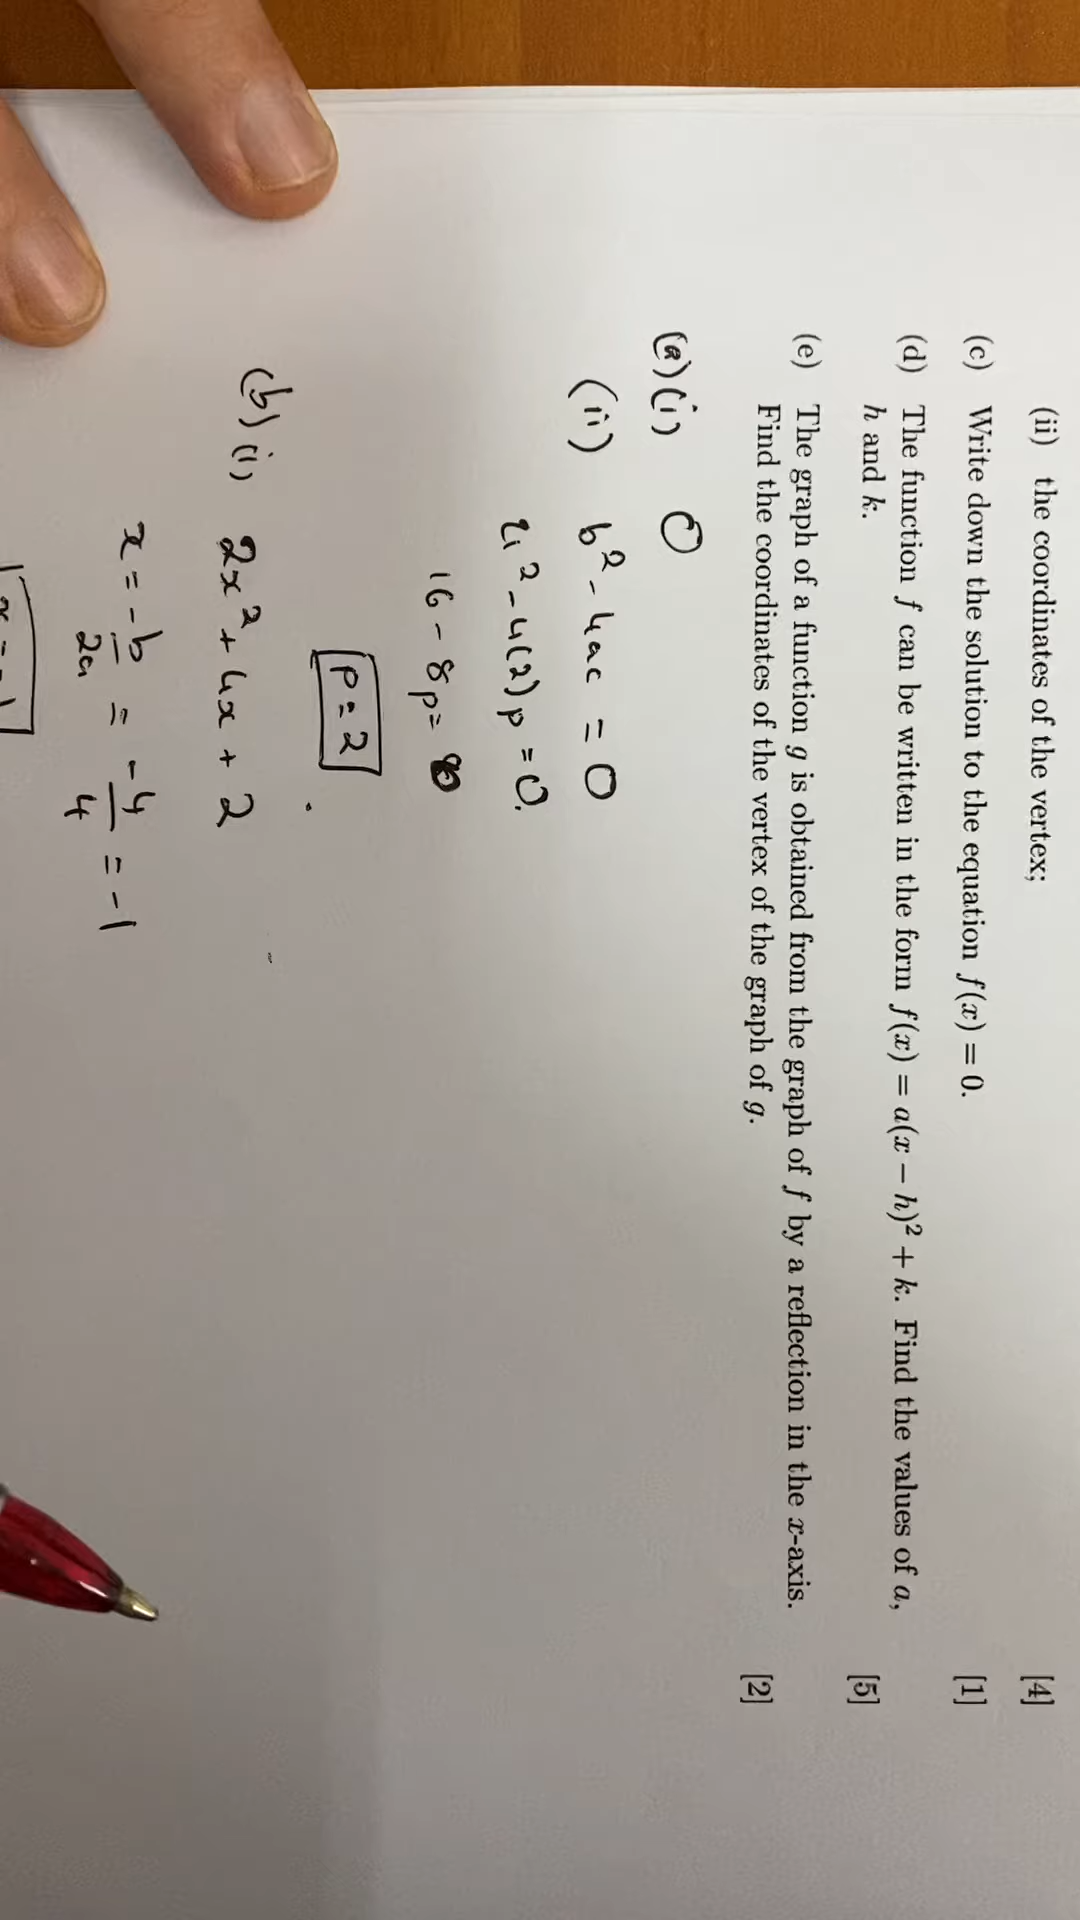 (ii) the coordinates of the vertex; [4]
(c) Write down the solution to the equation f(x) = 0. [1]
(d) The function f can be written in the form f(x) = a(x − h)² + k. Find the values of a,
h and k. [5]
(e) The graph of a function g is obtained from the graph of f by a reflection in the x-axis.
Find the coordinates of the vertex of the graph of g. [2]
(a) (i) 0
(ii) b² - 4ac = 0
4² - 4(2)p = 0.
16 - 8p = 0
p = 2
(b) (i) 2x² + 4x + 2
x = -b/2a = -4/4 = -1
x = -1